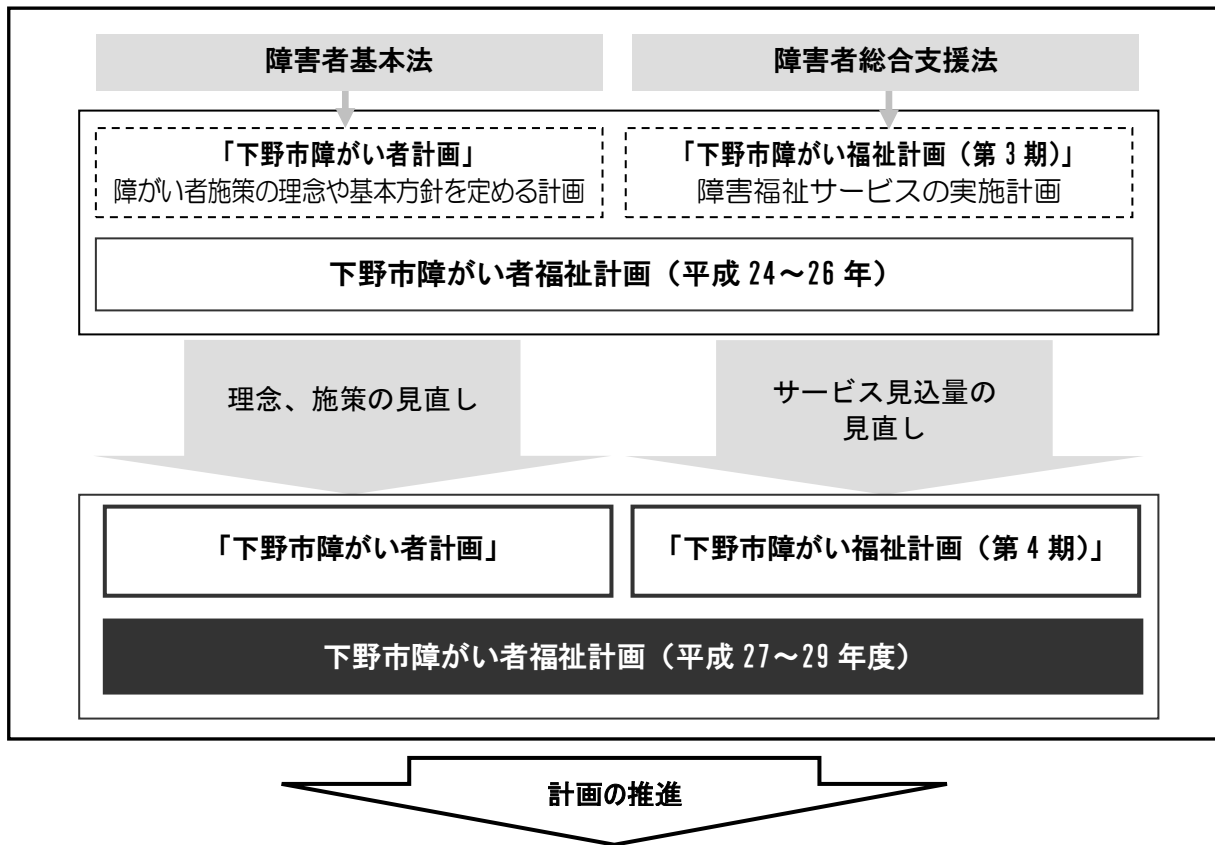 障害者基本法
障害者総合支援法
「下野市障がい者計画」
障がい者施策の理念や基本方針を定める計画
「下野市障がい福祉計画（第3期）」
障害福祉サービスの実施計画
下野市障がい者福祉計画（平成24～26年）
理念、施策の見直し
サービス見込量の
見直し
「下野市障がい者計画」
「下野市障がい福祉計画（第4期）」
下野市障がい者福祉計画（平成27～29年度）
計画の推進